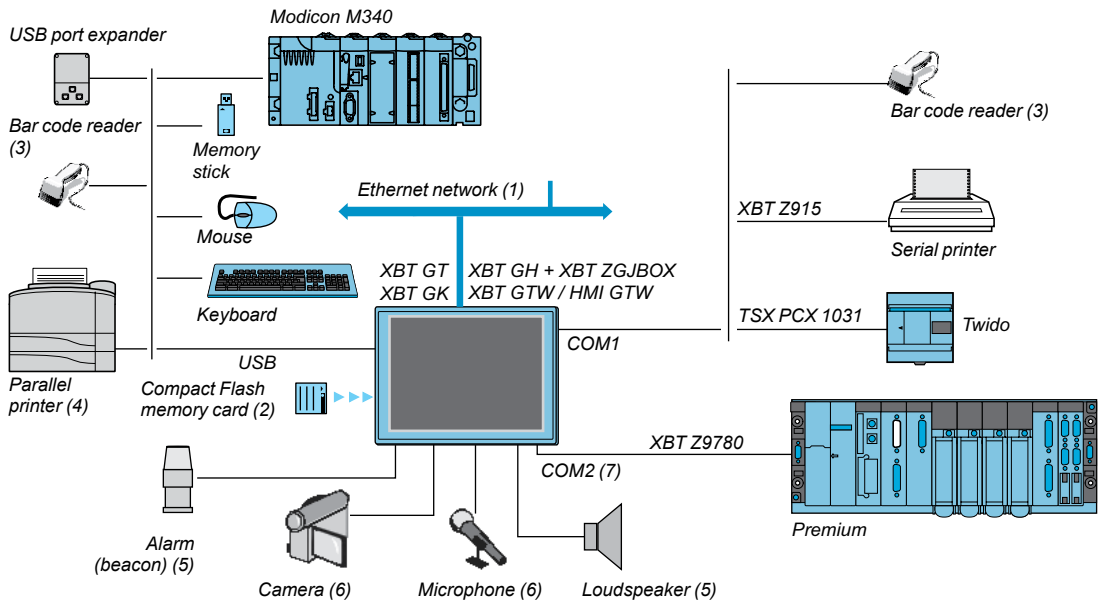 Modicon M340
USB port expander
Bar code reader
(3)
Memory
stick
Bar code reader (3)
Ethernet network (1)
XBT Z915
Mouse
Serial printer
XBT GT
XBT GH + XBT ZGJBOX
XBT GK
XBT GTW / HMI GTW
Keyboard
TSX PCX 1031
Twido
COM1
USB
Parallel
printer (4)
Compact Flash
memory card (2)
XBT Z9780
COM2 (7)
Premium
Alarm
(beacon) (5)
Camera (6)
Microphone (6)
Loudspeaker (5)